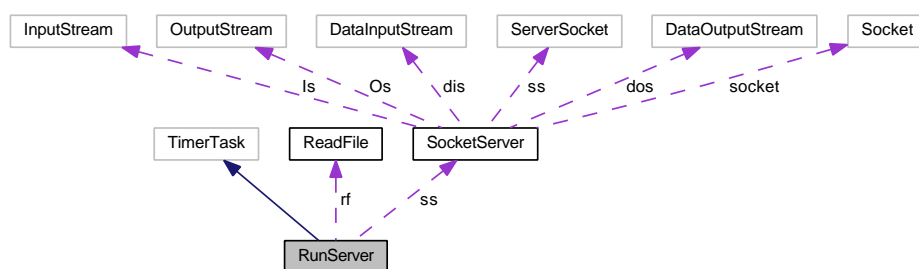 InputStream
OutputStream
DataInputStream
ServerSocket
DataOutputStream
Socket
Is
Os
dis
ss
dos
socket
TimerTask
ReadFile
SocketServer
rf
ss
RunServer